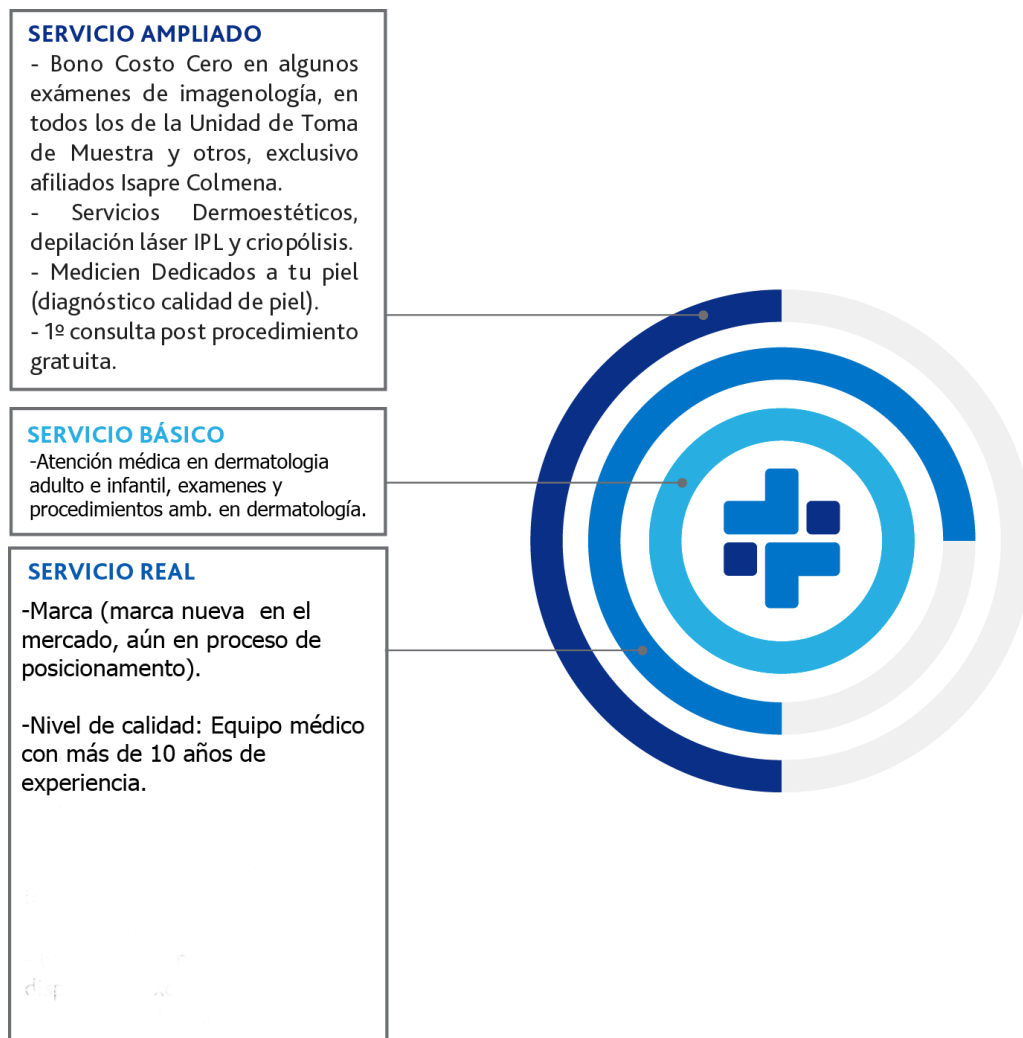 SERVICIO AMPLIADO
- Bono Costo Cero en algunos
exámenes de imagenología, en
todos los de la Unidad de Toma
de Muestra y otros, exclusivo
afiliados Isapre Colmena.
- Servicios Dermoestéticos,
depilación láser IPL y criopólisis.
- Medicien Dedicados a tu piel
(diagnóstico calidad de piel).
- 1º consulta post procedimiento
gratuita.
SERVICIO BÁSICO
-Atención médica en dermatologia
adulto e infantil, examenes y
procedimientos amb. en dermatología.
SERVICIO REAL
-Marca (marca nueva en el
mercado, aún en proceso de
posicionamento).
-Nivel de calidad: Equipo médico
con más de 10 años de
experiencia.